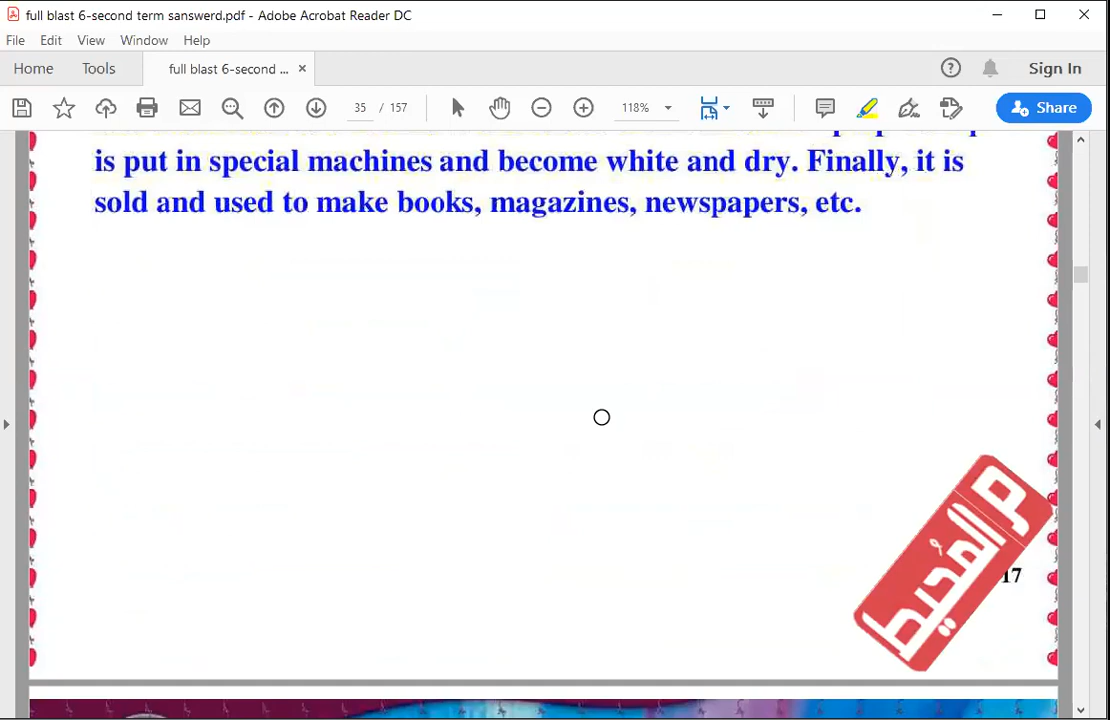 full blast 6-second term sanswerd.pdf - Adobe Acrobat Reader DC
File Edit View Window Help
Home Tools full blast 6-second ... Sign In
35 / 157 118% Share
is put in special machines and become white and dry. Finally, it is
sold and used to make books, magazines, newspapers, etc.
م المحيط
17